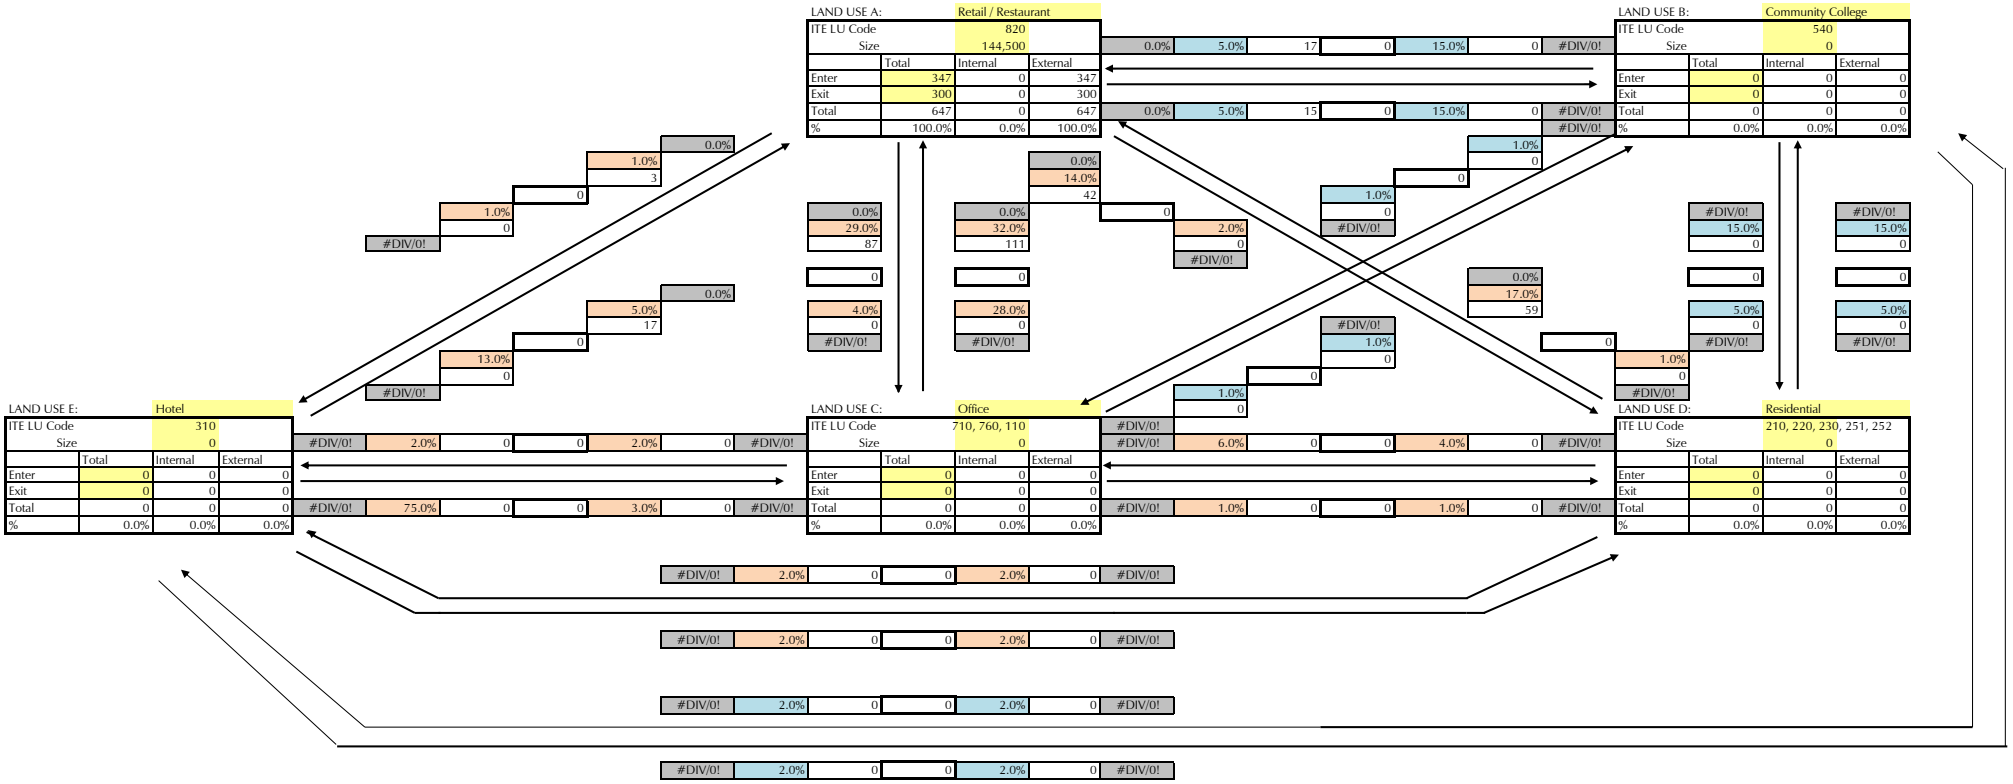 LAND USE A: Retail / Restaurant LAND USE B: Community College
ITE LU Code 820 ITE LU Code 540
Size 144,500 0.0% 5.0% 17 0 15.0% 0 #DIV/0! Size 0
Total Internal External Total Internal External
Enter 347 0 347 Enter 0 0 0
Exit 300 0 300 Exit 0 0 0
Total 647 0 647 0.0% 5.0% 15 0 15.0% 0 #DIV/0! Total 0 0 0
% 100.0% 0.0% 100.0% #DIV/0! % 0.0% 0.0% 0.0%
0.0% 1.0%
1.0% 0.0% 0
3 14.0% 0
0 42 1.0%
1.0% 0.0% 0.0% 0 0 #DIV/0! #DIV/0!
0 29.0% 32.0% 2.0% #DIV/0! 15.0% 15.0%
#DIV/0! 87 111 0 0 0
#DIV/0!
0 0 0.0% 0 0
0.0% 17.0%
5.0% 4.0% 28.0% 59 5.0% 5.0%
17 0 0 #DIV/0! 0 0
0 #DIV/0! #DIV/0! 1.0% 0 #DIV/0! #DIV/0!
13.0% 0 1.0%
0 0 0
#DIV/0! 1.0% #DIV/0!
LAND USE E: Hotel LAND USE C: Office 0 LAND USE D: Residential
ITE LU Code 310 ITE LU Code 710, 760, 110 #DIV/0! ITE LU Code 210, 220, 230, 251, 252
Size 0 #DIV/0! 2.0% 0 0 2.0% 0 #DIV/0! Size 0 #DIV/0! 6.0% 0 0 4.0% 0 #DIV/0! Size 0
Total Internal External Total Internal External Total Internal External
Enter 0 0 0 Enter 0 0 0 Enter 0 0 0
Exit 0 0 0 Exit 0 0 0 Exit 0 0 0
Total 0 0 0 #DIV/0! 75.0% 0 0 3.0% 0 #DIV/0! Total 0 0 0 #DIV/0! 1.0% 0 0 1.0% 0 #DIV/0! Total 0 0 0
% 0.0% 0.0% 0.0% % 0.0% 0.0% 0.0% % 0.0% 0.0% 0.0%
#DIV/0! 2.0% 0 0 2.0% 0 #DIV/0!
#DIV/0! 2.0% 0 0 2.0% 0 #DIV/0!
#DIV/0! 2.0% 0 0 2.0% 0 #DIV/0!
#DIV/0! 2.0% 0 0 2.0% 0 #DIV/0!